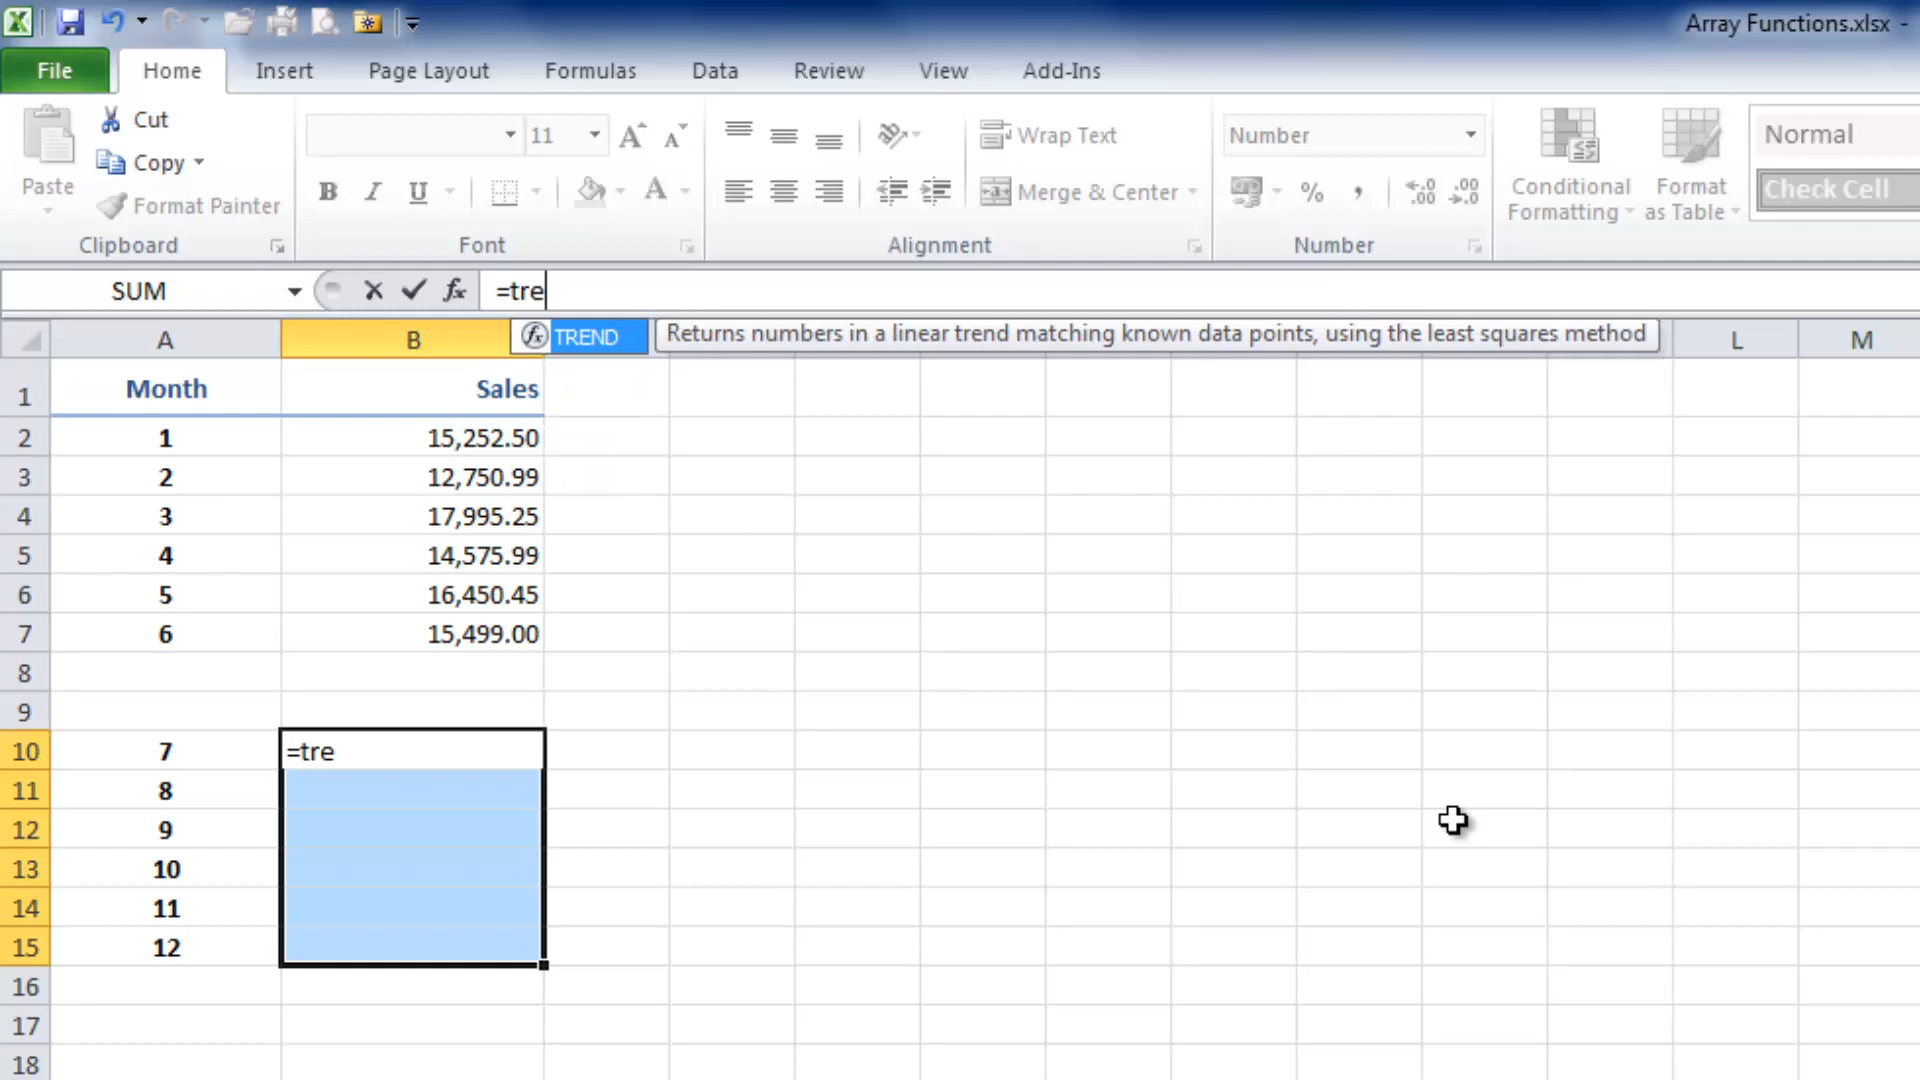 Array Functions.xlsx -
File Home Insert Page Layout Formulas Data Review View Add-Ins
Cut
Copy
Format Painter
Paste
Clipboard
11
B I U A
Font
Wrap Text
Merge & Center
Alignment
Number
% ,
Number
Conditional Formatting
Format as Table
Normal
Check Cell
SUM fx =tre
A B L M
TREND Returns numbers in a linear trend matching known data points, using the least squares method
1 Month Sales
2 1 15,252.50
3 2 12,750.99
4 3 17,995.25
5 4 14,575.99
6 5 16,450.45
7 6 15,499.00
8
9
10 7 =tre
11 8
12 9
13 10
14 11
15 12
16
17
18